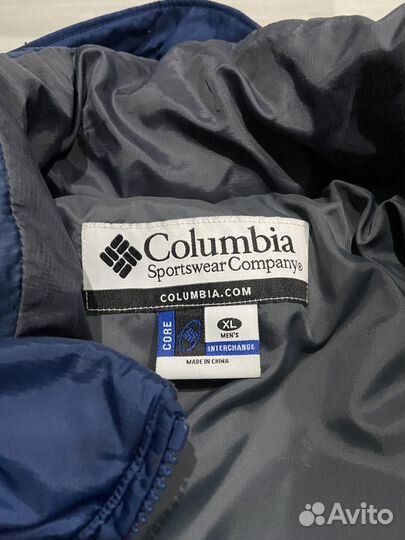 Columbia
Sportswear Company®
COLUMBIA.COM
CORE
XL
MEN'S
INTERCHANGE
MADE IN CHINA
Avito